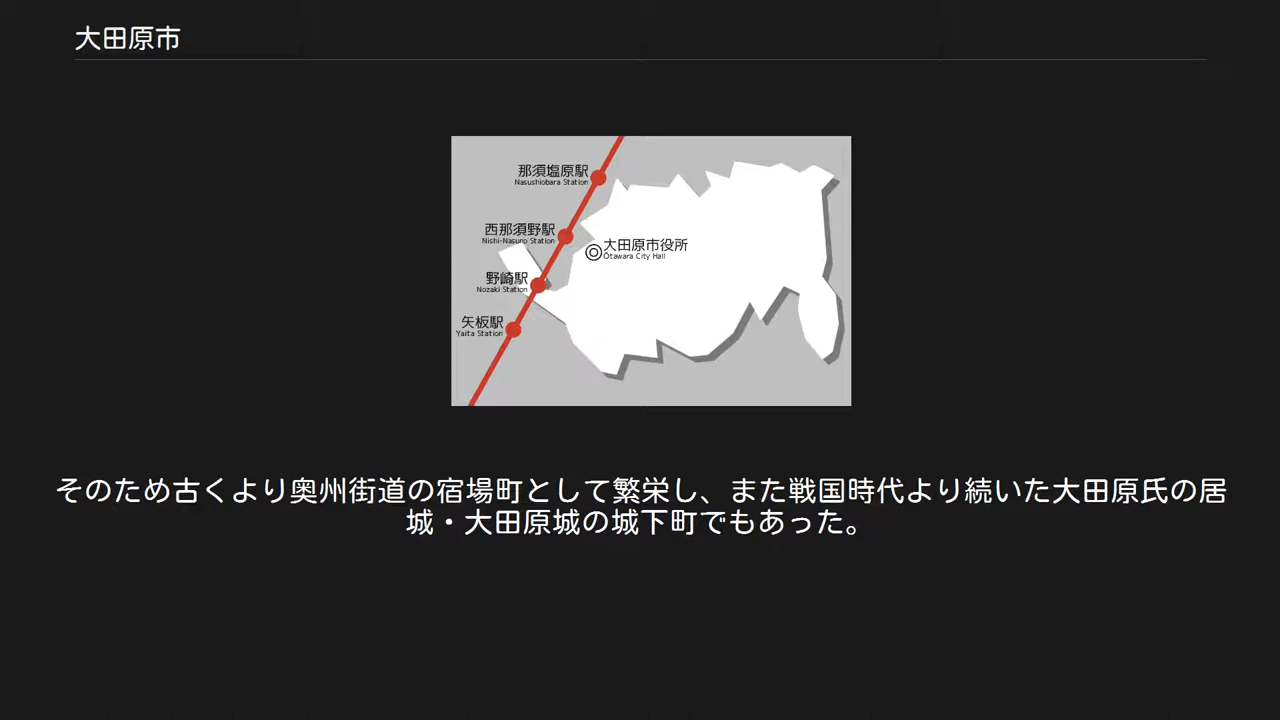 大田原市
那須塩原駅
Nasushiobara Station
西那須野駅
Nishi-Nasuno Station
大田原市役所
Otawara City Hall
野崎駅
Nozaki Station
矢板駅
Yaita Station
そのため古くより奥州街道の宿場町として繁栄し、また戦国時代より続いた大田原氏の居
城・大田原城の城下町でもあった。